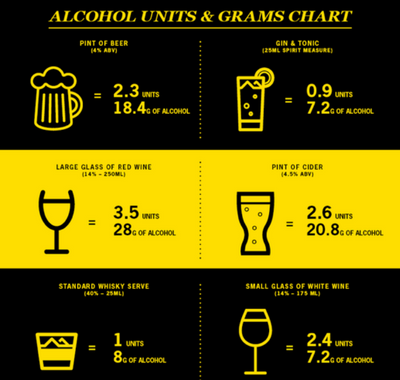 ALCOHOL UNITS & GRAMS CHART
PINT OF BEER
(4% ABV)
= 2.3 UNITS
18.4G OF ALCOHOL
GIN & TONIC
(25ML SPIRIT MEASURE)
= 0.9 UNITS
7.2G OF ALCOHOL
LARGE GLASS OF RED WINE
(14% – 250ML)
= 3.5 UNITS
28G OF ALCOHOL
PINT OF CIDER
(4.5% ABV)
= 2.6 UNITS
20.8G OF ALCOHOL
STANDARD WHISKY SERVE
(40% – 25ML)
= 1 UNITS
8G OF ALCOHOL
SMALL GLASS OF WHITE WINE
(14% – 175 ML)
= 2.4 UNITS
7.2G OF ALCOHOL